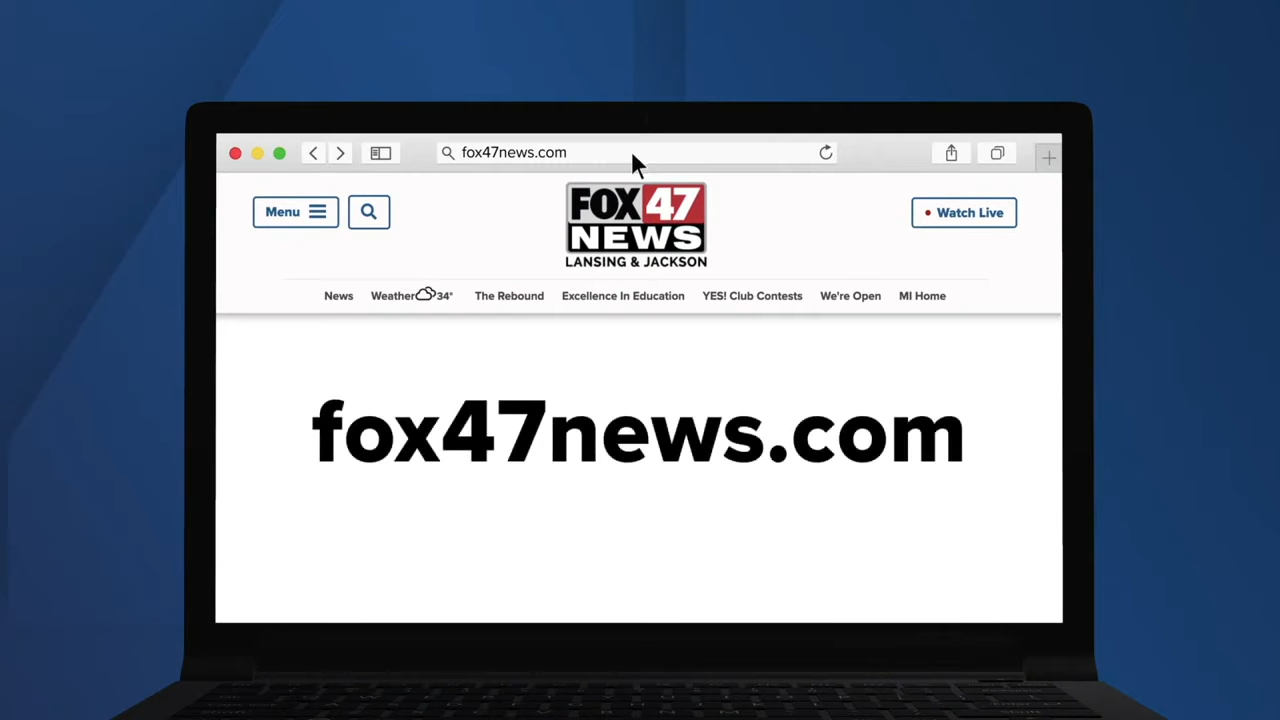 fox47news.com
Menu
FOX 47
NEWS
LANSING & JACKSON
Watch Live
News Weather 34° The Rebound Excellence In Education YES! Club Contests We're Open MI Home
fox47news.com